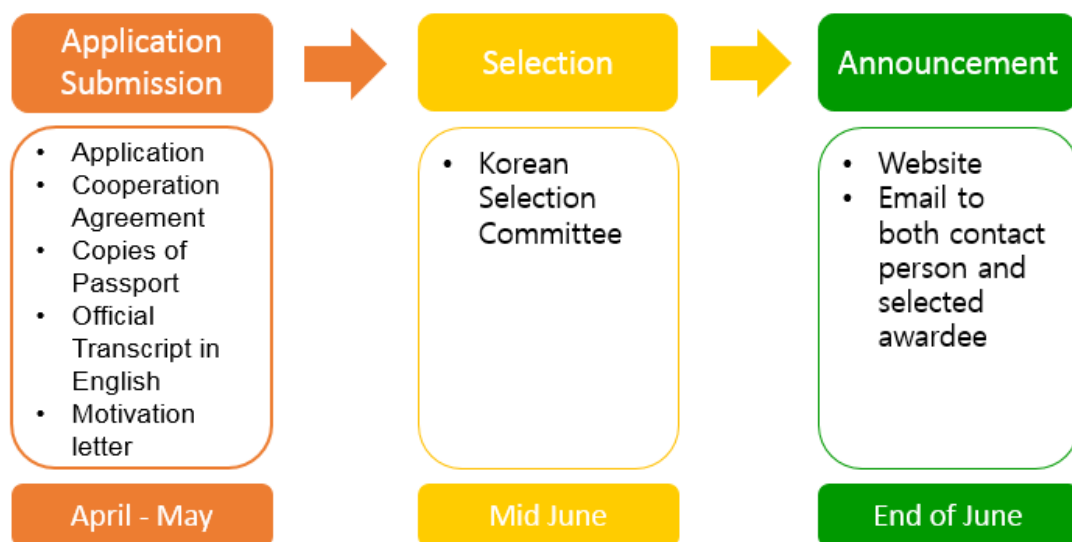 Application
Submission
• Application
• Cooperation
Agreement
• Copies of
Passport
• Official
Transcript in
English
• Motivation
letter
April - May
Selection
• Korean
Selection
Committee
Mid June
Announcement
• Website
• Email to
both contact
person and
selected
awardee
End of June